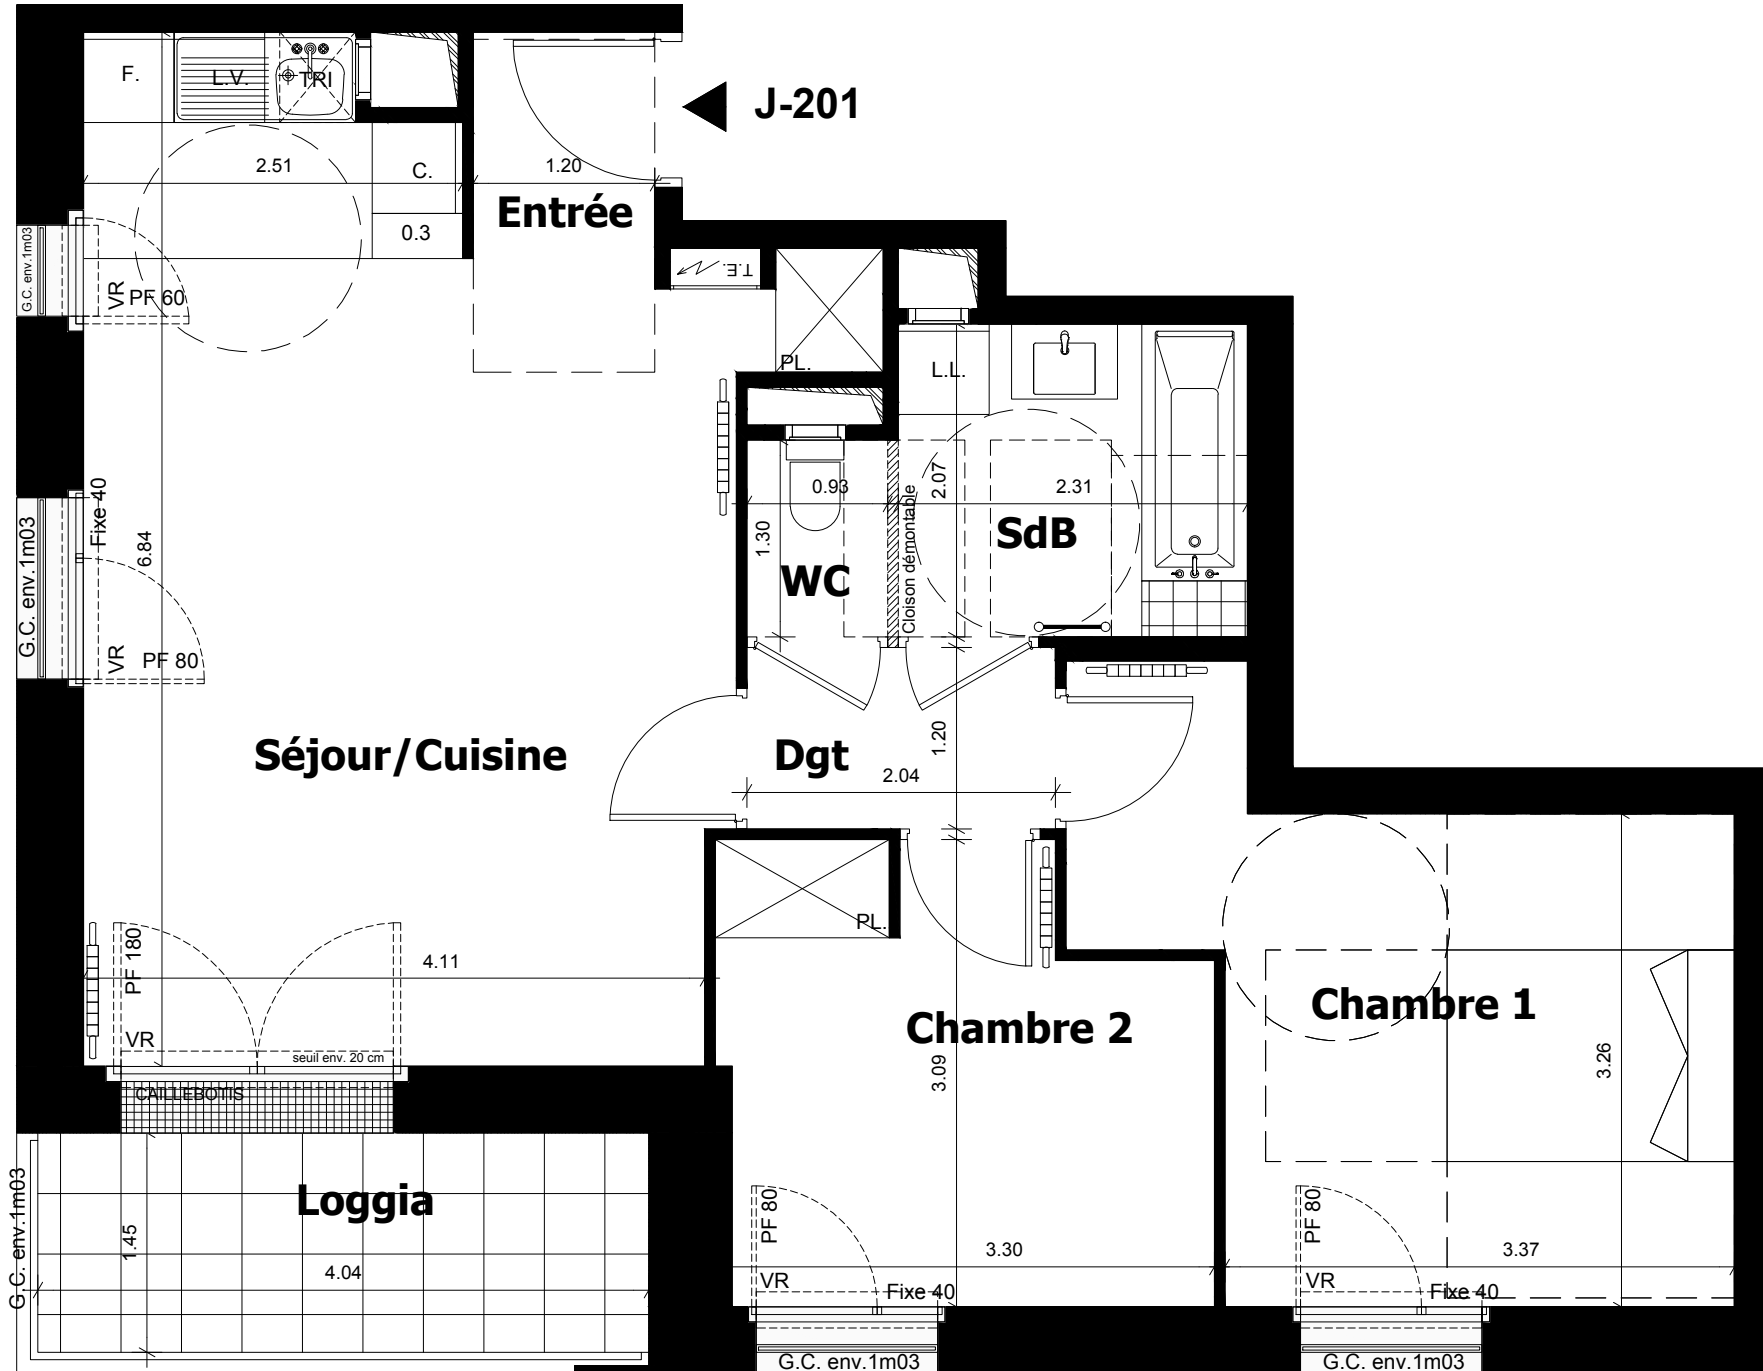 F.
L.V.
TRI
J-201
2.51
C.
1.20
Entrée
0.3
G.C. env.1m03
VR
PF 60
T.E.
PL.
L.L.
Fixe 40
6.84
G.C. env.1m03
VR
PF 80
0.93
2.07
2.31
1.30
Cloison démontable
SdB
WC
Séjour/Cuisine
Dgt
1.20
2.04
PL.
PF 180
4.11
VR
seuil env. 20 cm
CAILLEBOTIS
Chambre 2
Chambre 1
3.09
3.26
Loggia
G.C. env.1m03
1.45
4.04
PF 80
3.30
VR
Fixe 40
PF 80
3.37
VR
Fixe 40
G.C. env.1m03
G.C. env.1m03